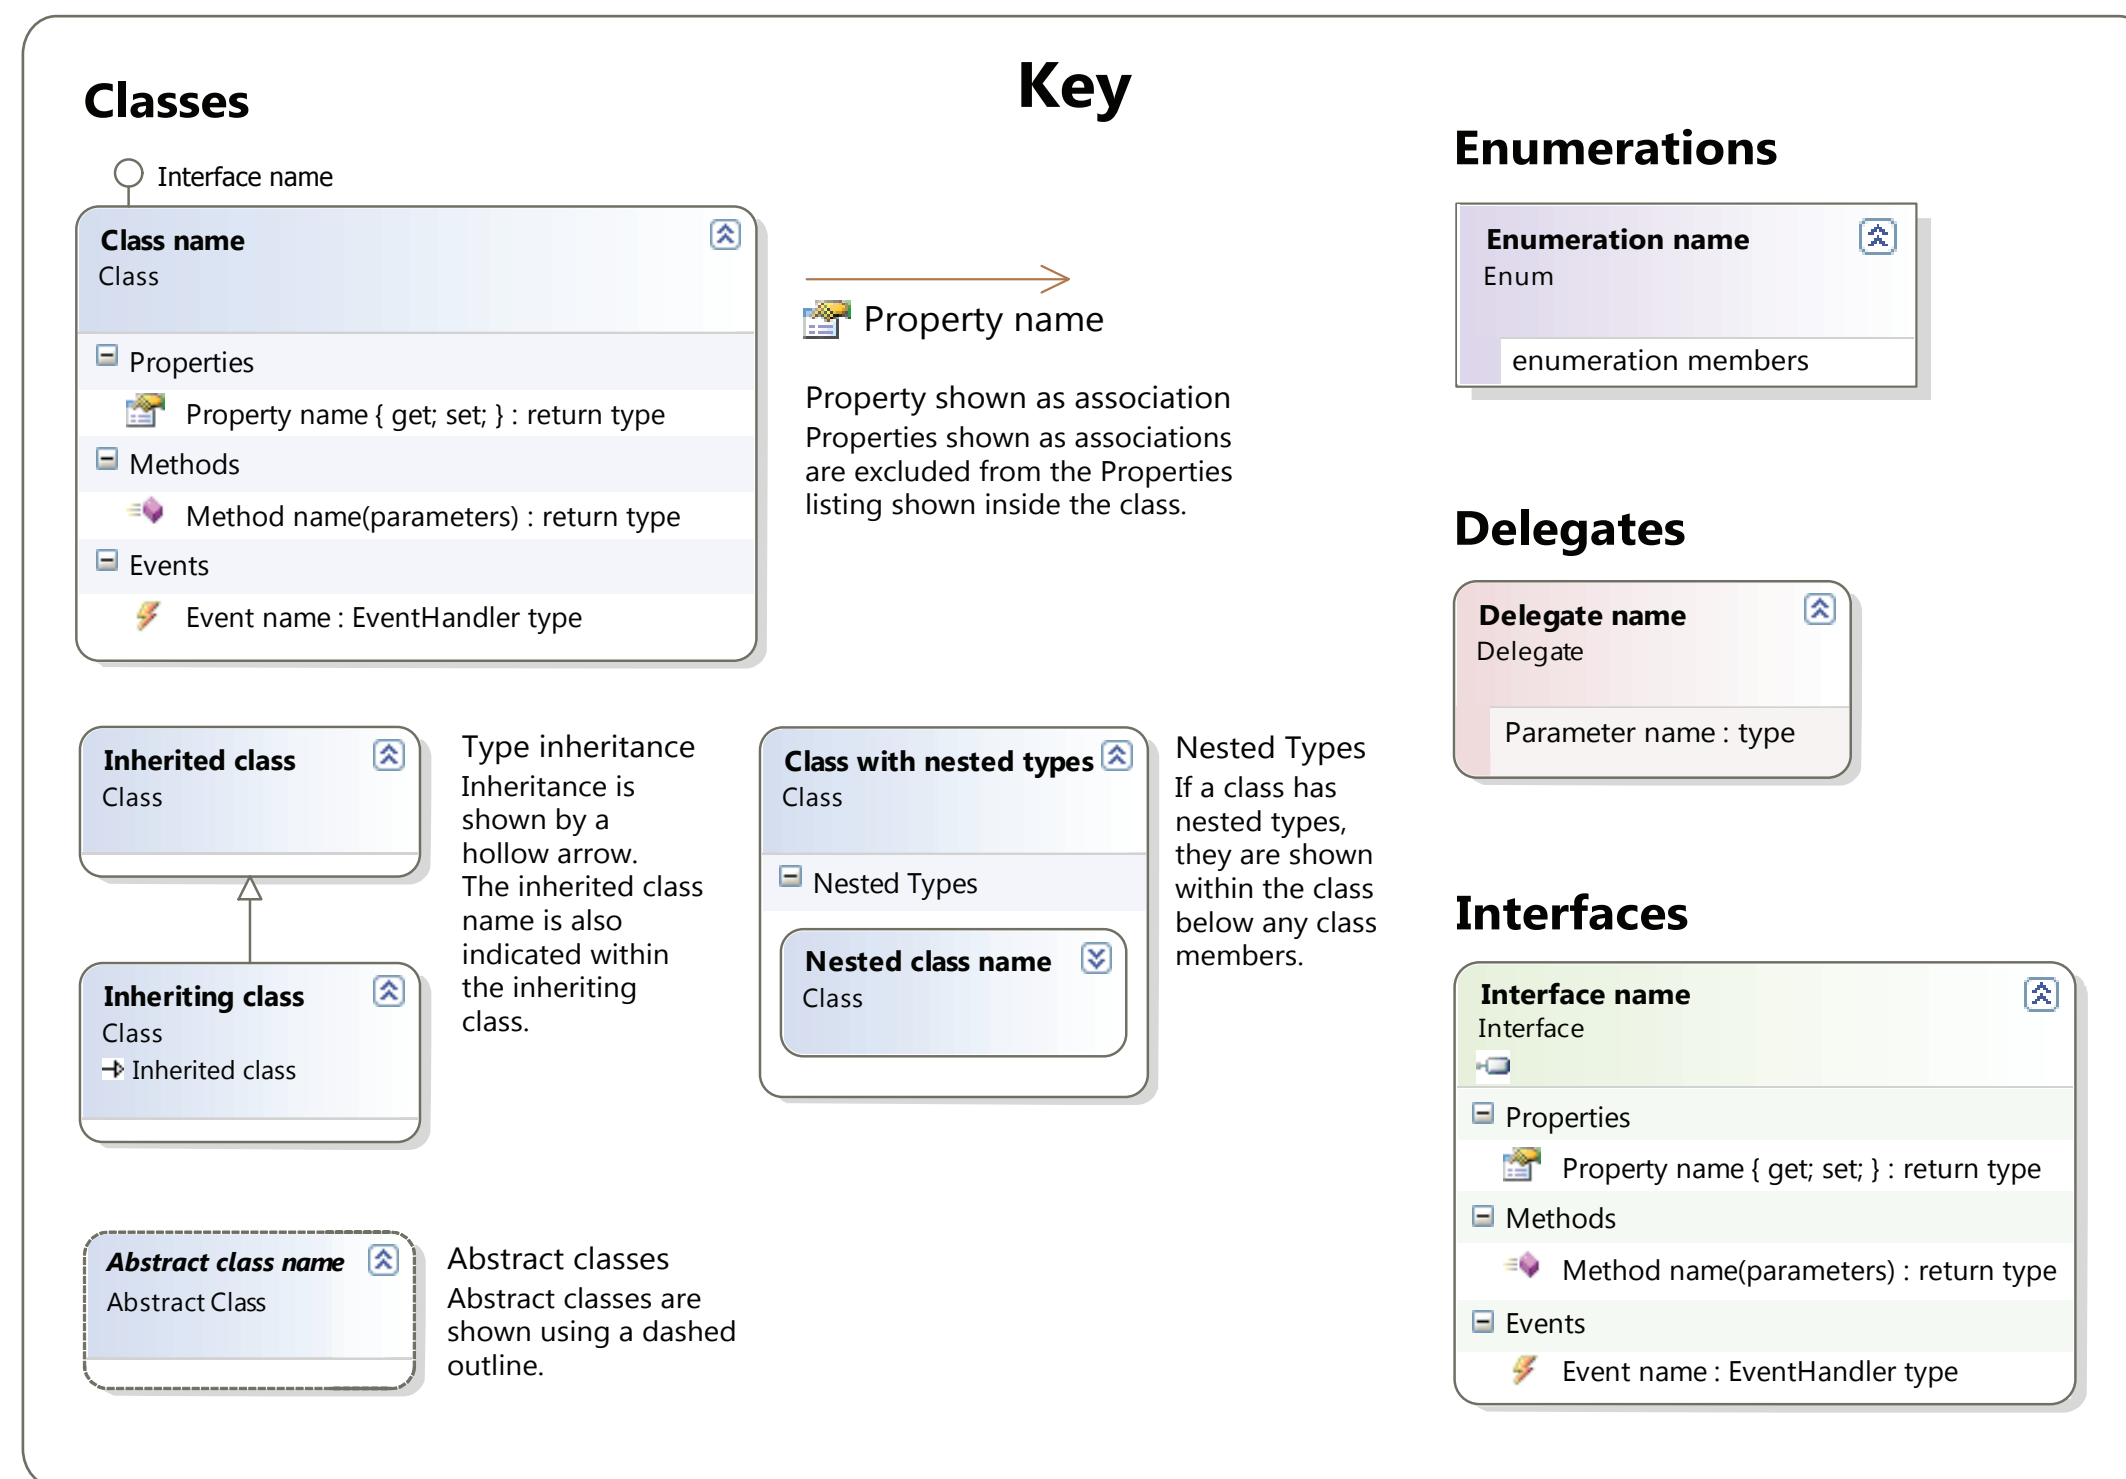 Key
Classes
Interface name
Class name
Class
Properties
Property name { get; set; } : return type
Methods
Method name(parameters) : return type
Events
Event name : EventHandler type
Property name
Property shown as association
Properties shown as associations
are excluded from the Properties
listing shown inside the class.
Inherited class
Class
Inheriting class
Class
Inherited class
Type inheritance
Inheritance is
shown by a
hollow arrow.
The inherited class
name is also
indicated within
the inheriting
class.
Class with nested types
Class
Nested Types
Nested class name
Class
Nested Types
If a class has
nested types,
they are shown
within the class
below any class
members.
Abstract class name
Abstract Class
Abstract classes
Abstract classes are
shown using a dashed
outline.
Enumerations
Enumeration name
Enum
enumeration members
Delegates
Delegate name
Delegate
Parameter name : type
Interfaces
Interface name
Interface
Properties
Property name { get; set; } : return type
Methods
Method name(parameters) : return type
Events
Event name : EventHandler type